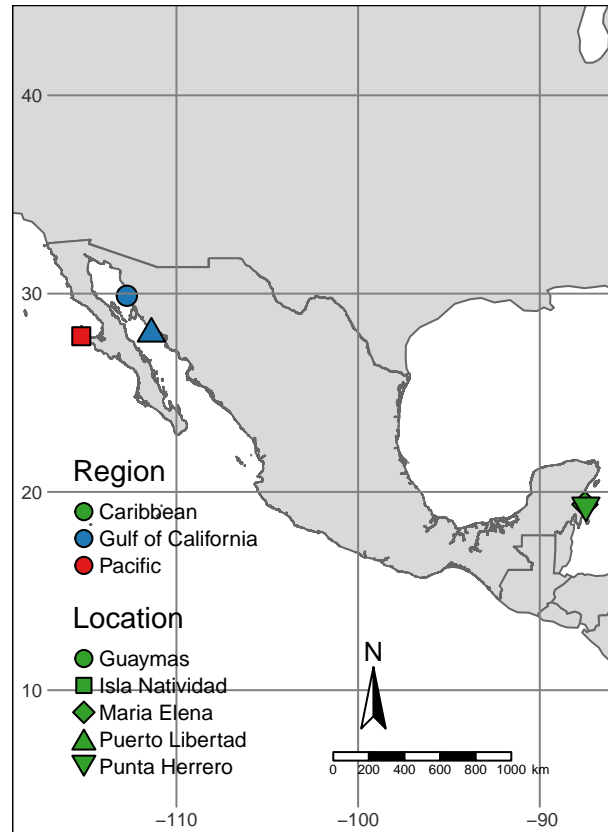 40
30
20
10
Region
Caribbean
Gulf of California
Pacific
Location
Guaymas
Isla Natividad
Maria Elena
Puerto Libertad
Punta Herrero
N
0 200 400 600 800 1000 km
−110 −100 −90